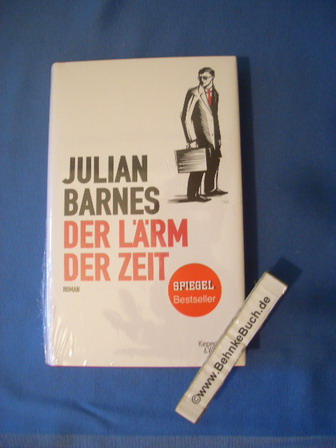 JULIAN
BARNES
DER LÄRM
DER ZEIT
ROMAN
SPIEGEL
Bestseller
©www.BehnkeBuch.de